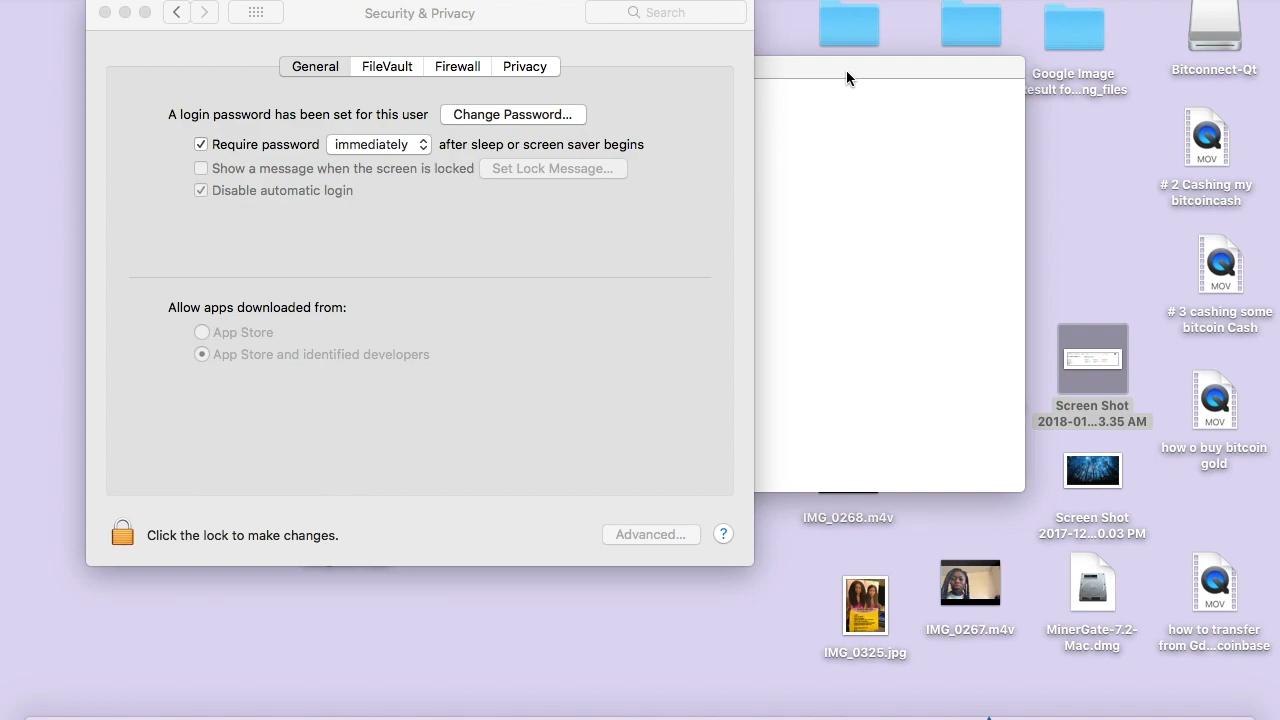 Security & Privacy
Search
General
FileVault
Firewall
Privacy
A login password has been set for this user
Change Password...
Require password
immediately
after sleep or screen saver begins
Show a message when the screen is locked
Set Lock Message...
Disable automatic login
Allow apps downloaded from:
App Store
App Store and identified developers
Click the lock to make changes.
Advanced...
?
Google Image
esult fo...ng_files
Bitconnect-Qt
MOV
# 2 Cashing my
bitcoincash
MOV
# 3 cashing some
bitcoin Cash
Screen Shot
2018-01...3.35 AM
MOV
how o buy bitcoin
gold
IMG_0268.m4v
Screen Shot
2017-12...0.03 PM
IMG_0325.jpg
IMG_0267.m4v
MinerGate-7.2-
Mac.dmg
MOV
how to transfer
from Gd...coinbase